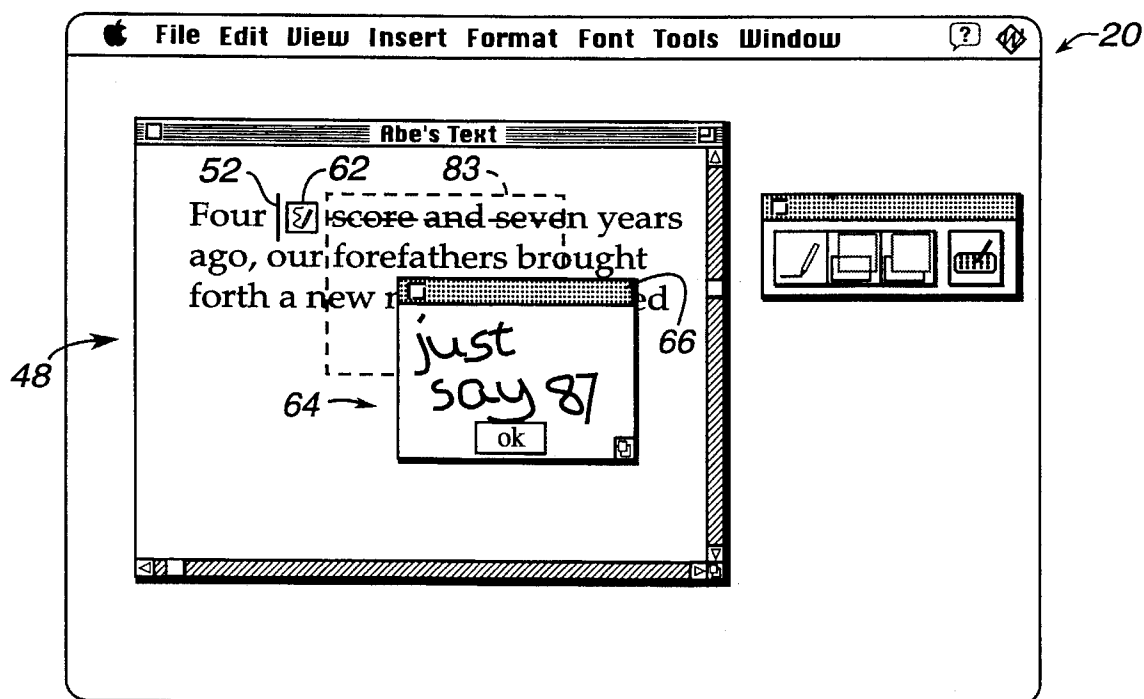 File Edit View Insert Format Font Tools Window ?
20
Abe's Text
52 62 83
Four score and seven years
ago, our forefathers brought
forth a new n ed
66
48
just
say 87
64
ok